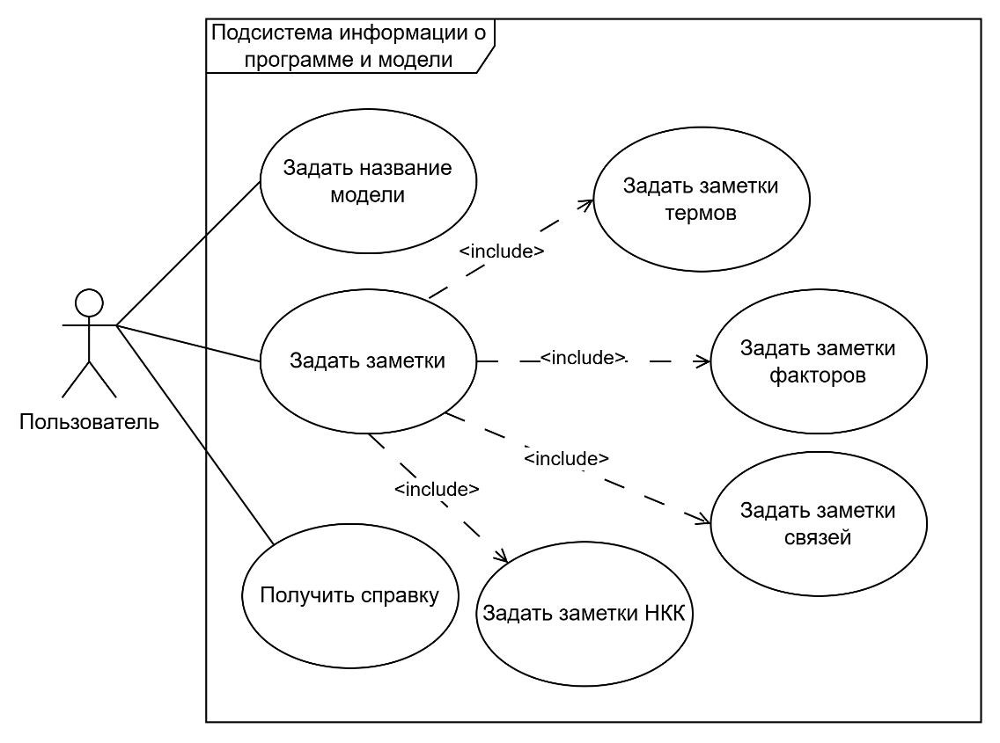 Подсистема информации о
программе и модели
Задать название
модели
Задать заметки
термов
<include>
Задать заметки
<include>
Задать заметки
факторов
Пользователь
<include>
<include>
Задать заметки
связей
Получить справку
Задать заметки НКК